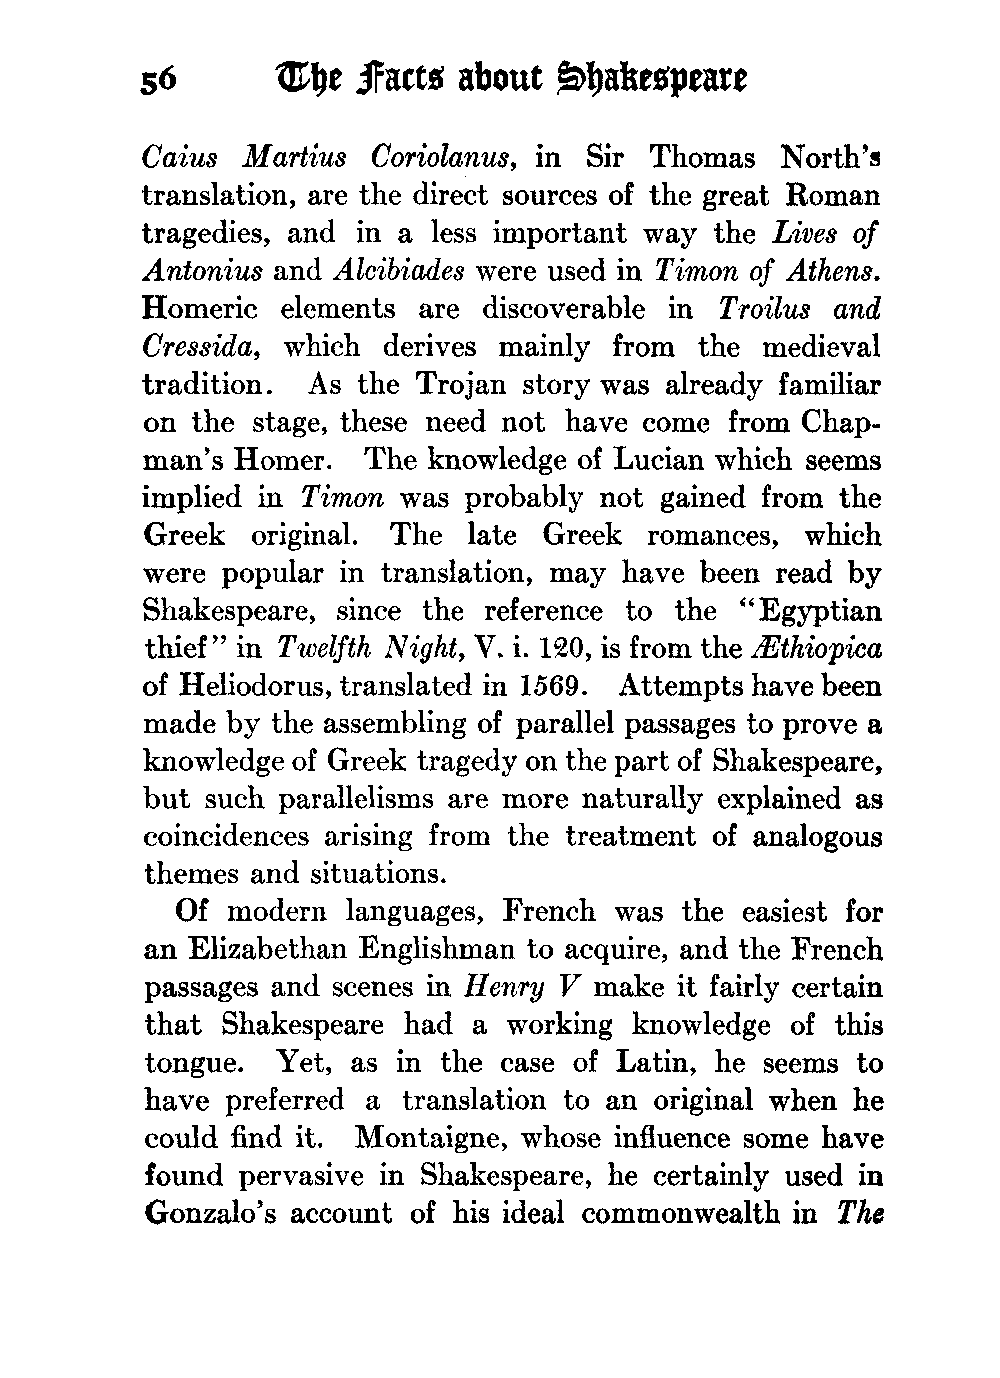 56 The Facts about Shakespeare
Caius Martius Coriolanus, in Sir Thomas North's
translation, are the direct sources of the great Roman
tragedies, and in a less important way the Lives of
Antonius and Alcibiades were used in Timon of Athens.
Homeric elements are discoverable in Troilus and
Cressida, which derives mainly from the medieval
tradition. As the Trojan story was already familiar
on the stage, these need not have come from Chap-
man's Homer. The knowledge of Lucian which seems
implied in Timon was probably not gained from the
Greek original. The late Greek romances, which
were popular in translation, may have been read by
Shakespeare, since the reference to the "Egyptian
thief" in Twelfth Night, V. i. 120, is from the Æthiopica
of Heliodorus, translated in 1569. Attempts have been
made by the assembling of parallel passages to prove a
knowledge of Greek tragedy on the part of Shakespeare,
but such parallelisms are more naturally explained as
coincidences arising from the treatment of analogous
themes and situations.
Of modern languages, French was the easiest for
an Elizabethan Englishman to acquire, and the French
passages and scenes in Henry V make it fairly certain
that Shakespeare had a working knowledge of this
tongue. Yet, as in the case of Latin, he seems to
have preferred a translation to an original when he
could find it. Montaigne, whose influence some have
found pervasive in Shakespeare, he certainly used in
Gonzalo's account of his ideal commonwealth in The